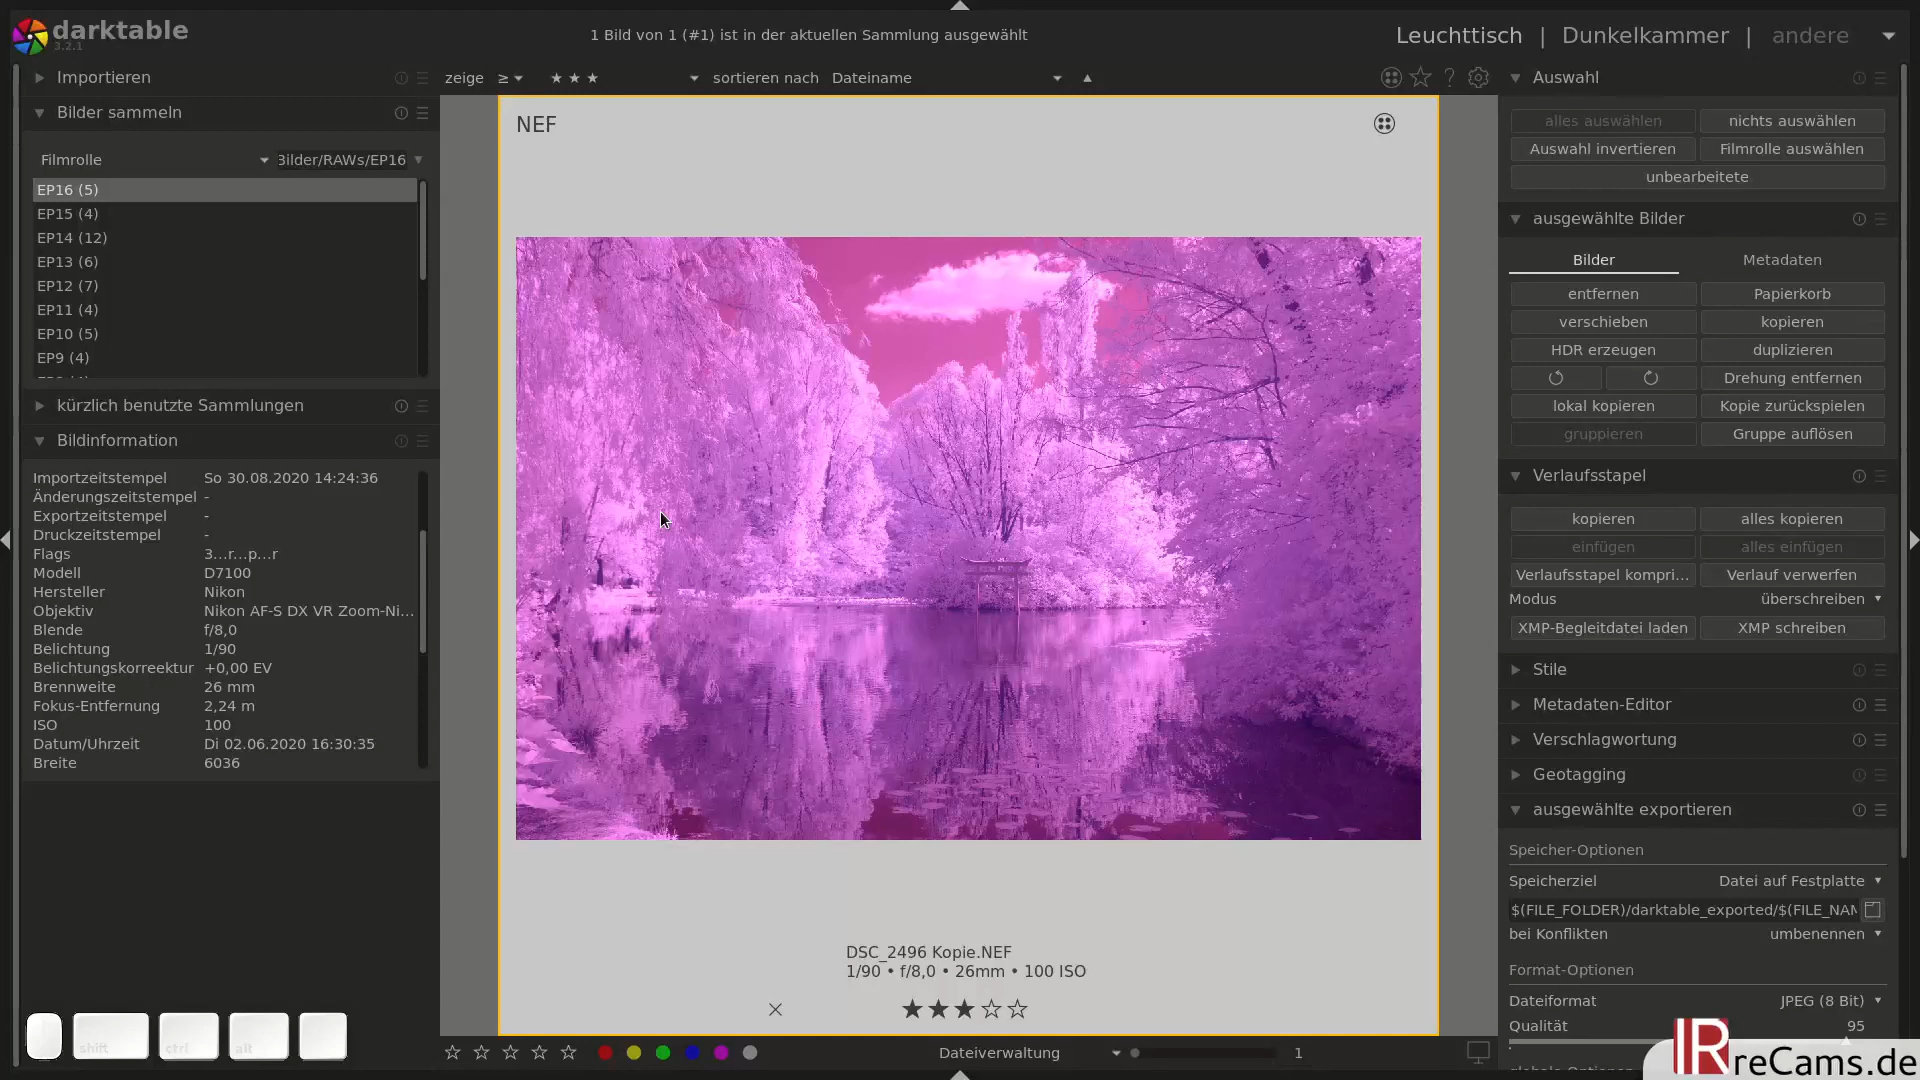 darktable
3.2.1
1 Bild von 1 (#1) ist in der aktuellen Sammlung ausgewählt
Leuchttisch | Dunkelkammer | andere
Importieren
Bilder sammeln
Filmrolle
Bilder/RAWs/EP16
EP16 (5)
EP15 (4)
EP14 (12)
EP13 (6)
EP12 (7)
EP11 (4)
EP10 (5)
EP9 (4)
kürzlich benutzte Sammlungen
Bildinformation
Importzeitstempel So 30.08.2020 14:24:36
Änderungszeitstempel -
Exportzeitstempel -
Druckzeitstempel -
Flags 3...r...p...r
Modell D7100
Hersteller Nikon
Objektiv Nikon AF-S DX VR Zoom-Ni...
Blende f/8,0
Belichtung 1/90
Belichtungskorreektur +0,00 EV
Brennweite 26 mm
Fokus-Entfernung 2,24 m
ISO 100
Datum/Uhrzeit Di 02.06.2020 16:30:35
Breite 6036
shift ctrl alt
zeige ≥ ★ ★ ★ sortieren nach Dateiname
NEF
DSC_2496 Kopie.NEF
1/90 • f/8,0 • 26mm • 100 ISO
Dateiverwaltung 1
Auswahl
alles auswählen nichts auswählen
Auswahl invertieren Filmrolle auswählen
unbearbeitete
ausgewählte Bilder
Bilder Metadaten
entfernen Papierkorb
verschieben kopieren
HDR erzeugen duplizieren
Drehung entfernen
lokal kopieren Kopie zurückspielen
gruppieren Gruppe auflösen
Verlaufsstapel
kopieren alles kopieren
einfügen alles einfügen
Verlaufsstapel kompri... Verlauf verwerfen
Modus überschreiben
XMP-Begleitdatei laden XMP schreiben
Stile
Metadaten-Editor
Verschlagwortung
Geotagging
ausgewählte exportieren
Speicher-Optionen
Speicherziel Datei auf Festplatte
$(FILE_FOLDER)/darktable_exported/$(FILE_NAM
bei Konflikten umbenennen
Format-Optionen
Dateiformat JPEG (8 Bit)
Qualität 95
IRreCams.de